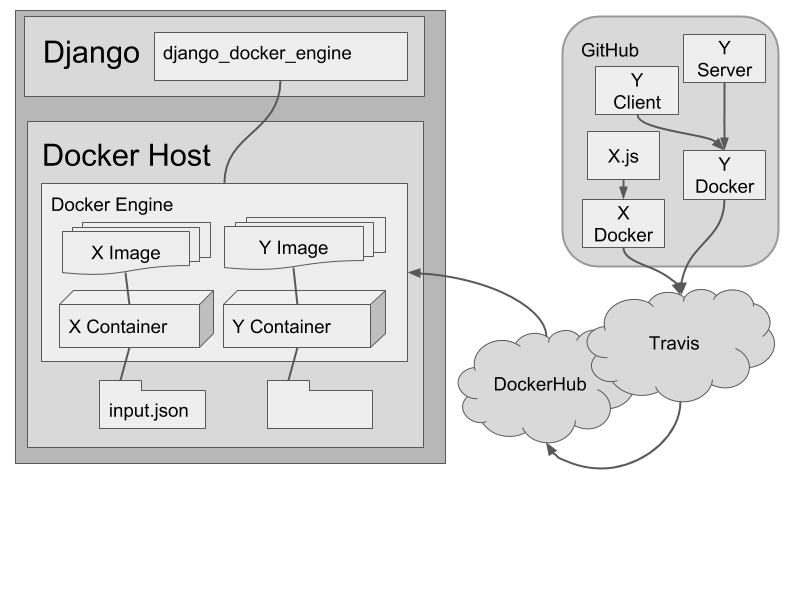 Django
django_docker_engine
Docker Host
Docker Engine
X Image
Y Image
X Container
Y Container
input.json
GitHub
Y
Server
Y
Client
X.js
Y
Docker
X
Docker
Travis
DockerHub